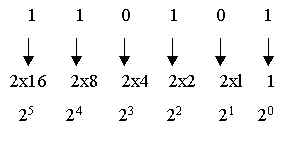 1 1 0 1 0 1
2x16 2x8 2x4 2x2 2x1 1
2⁵ 2⁴ 2³ 2² 2¹ 2⁰